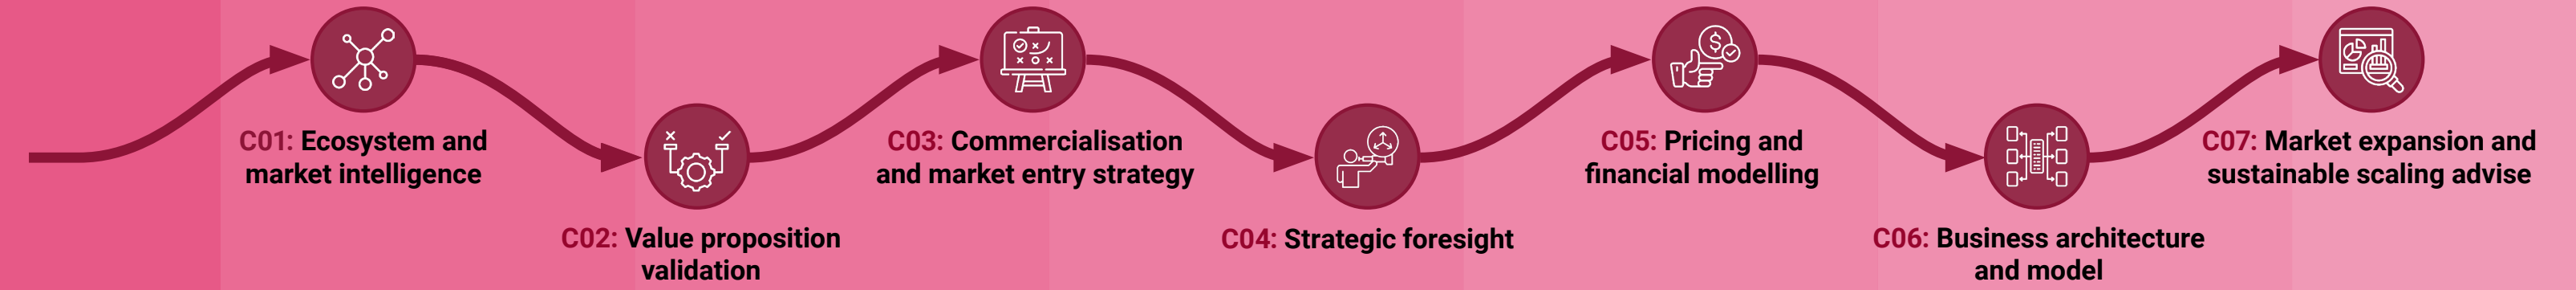 C01: Ecosystem and
market intelligence
C02: Value proposition
validation
C03: Commercialisation
and market entry strategy
C04: Strategic foresight
C05: Pricing and
financial modelling
C06: Business architecture
and model
C07: Market expansion and
sustainable scaling advise